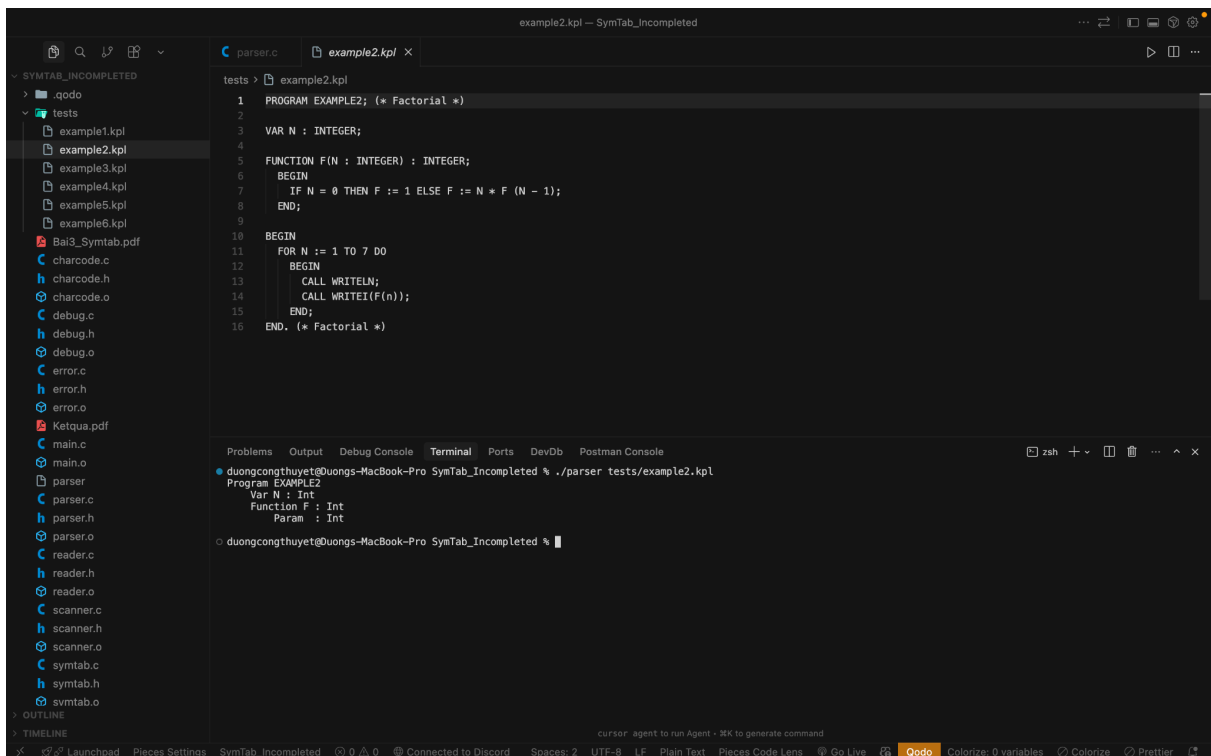 example2.kpl — SymTab_Incompleted
parser.c
example2.kpl
SYMTAB_INCOMPLETED
.qodo
tests
example1.kpl
example2.kpl
example3.kpl
example4.kpl
example5.kpl
example6.kpl
Bai3_Symtab.pdf
charcode.c
charcode.h
charcode.o
debug.c
debug.h
debug.o
error.c
error.h
error.o
Ketqua.pdf
main.c
main.o
parser
parser.c
parser.h
parser.o
reader.c
reader.h
reader.o
scanner.c
scanner.h
scanner.o
symtab.c
symtab.h
symtab.o
OUTLINE
TIMELINE
tests > example2.kpl
1 PROGRAM EXAMPLE2; (* Factorial *)
2
3 VAR N : INTEGER;
4
5 FUNCTION F(N : INTEGER) : INTEGER;
6 BEGIN
7 IF N = 0 THEN F := 1 ELSE F := N * F (N - 1);
8 END;
9
10 BEGIN
11 FOR N := 1 TO 7 DO
12 BEGIN
13 CALL WRITELN;
14 CALL WRITEI(F(n));
15 END;
16 END. (* Factorial *)
Problems Output Debug Console Terminal Ports DevDb Postman Console
zsh
duongcongthuyet@Duongs-MacBook-Pro SymTab_Incompleted % ./parser tests/example2.kpl
Program EXAMPLE2
Var N : Int
Function F : Int
Param : Int
duongcongthuyet@Duongs-MacBook-Pro SymTab_Incompleted %
cursor agent to run Agent · ⌘K to generate command
Launchpad Pieces Settings SymTab_Incompleted 0 0 Connected to Discord Spaces: 2 UTF-8 LF Plain Text Pieces Code Lens Go Live Qodo Colorize: 0 variables Colorize Prettier